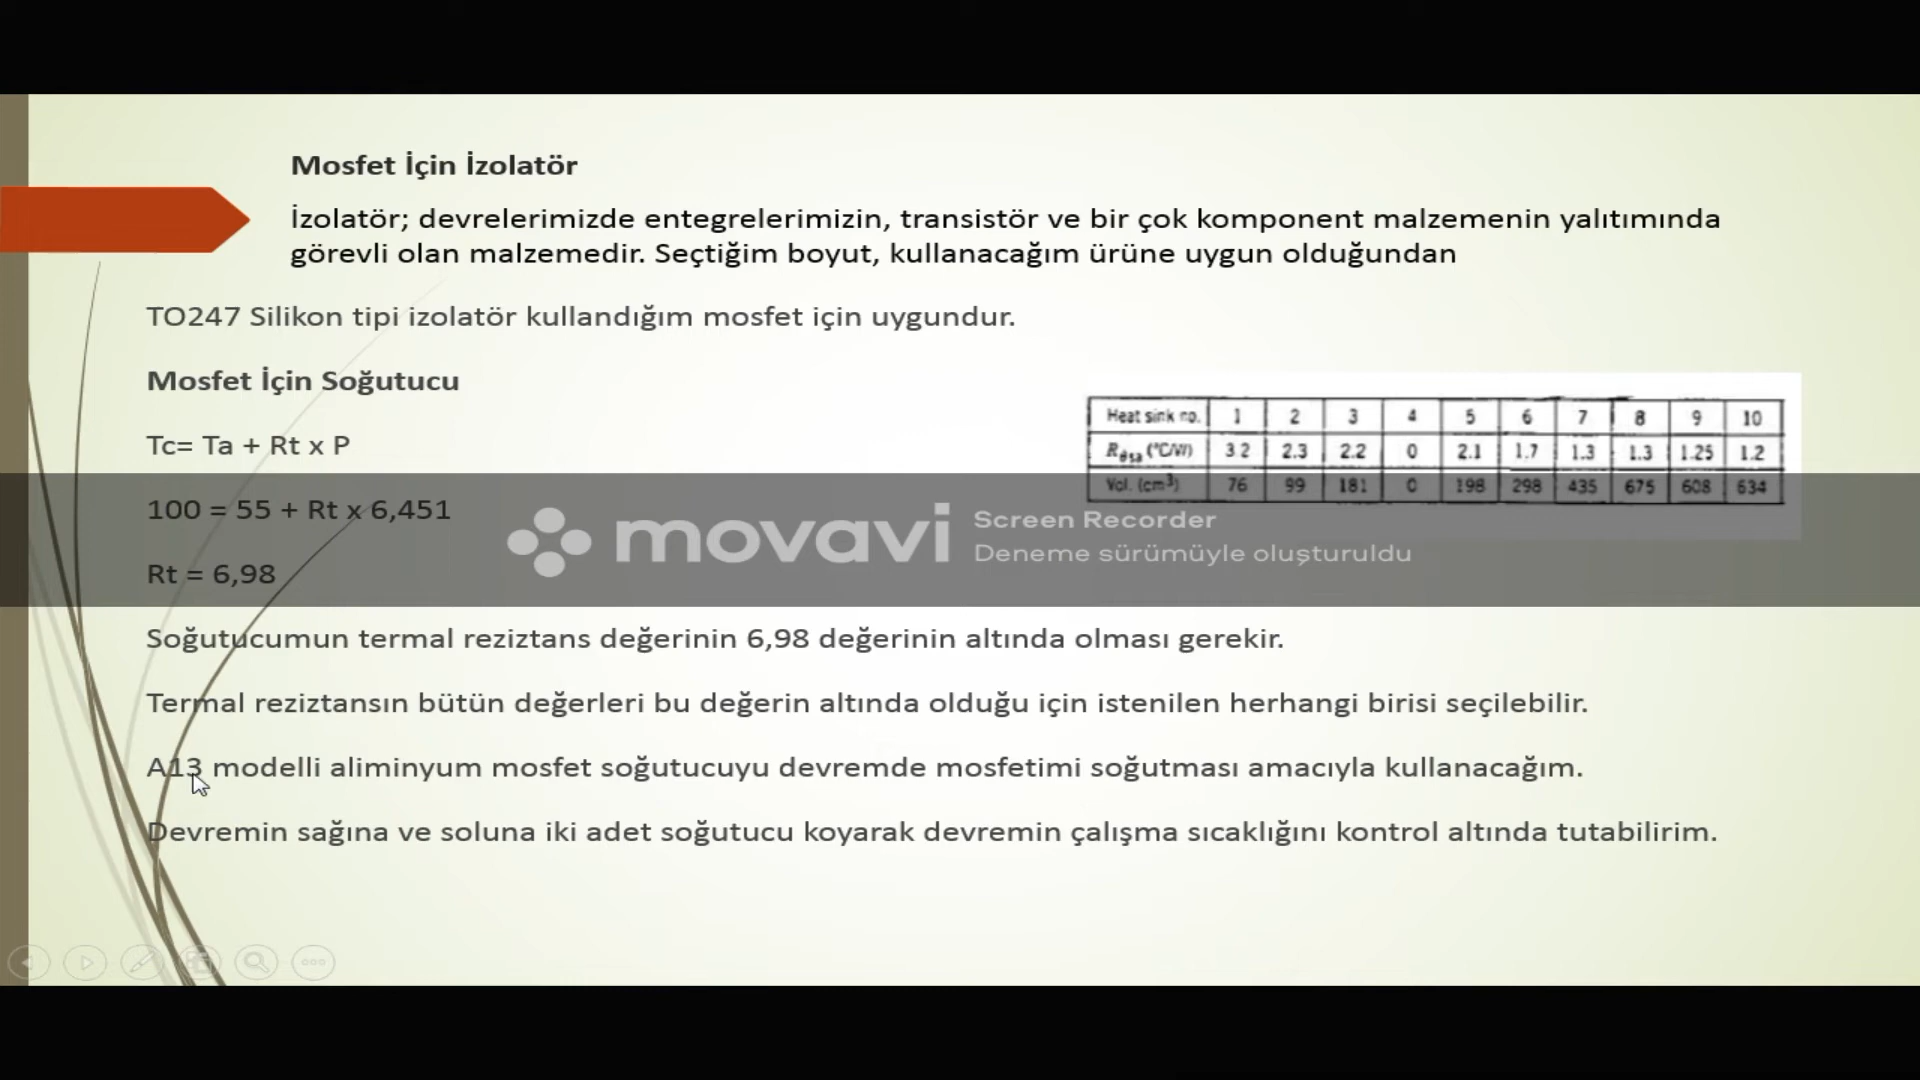 Mosfet İçin İzolatör
İzolatör; devrelerimizde entegrelerimizin, transistör ve bir çok komponent malzemenin yalıtımında
görevli olan malzemedir. Seçtiğim boyut, kullanacağım ürüne uygun olduğundan
TO247 Silikon tipi izolatör kullandığım mosfet için uygundur.
Mosfet İçin Soğutucu
Tc= Ta + Rt x P
100 = 55 + Rt x 6,451
Rt = 6,98
Heat sink no. 1 2 3 4 5 6 7 8 9 10
Rθsa (°C/W) 3.2 2.3 2.2 0 2.1 1.7 1.3 1.3 1.25 1.2
Vol. (cm³) 76 99 181 0 198 298 435 675 608 634
movavi
Screen Recorder
Deneme sürümüyle oluşturuldu
Soğutucumun termal reziztans değerinin 6,98 değerinin altında olması gerekir.
Termal reziztansın bütün değerleri bu değerin altında olduğu için istenilen herhangi birisi seçilebilir.
A13 modelli aliminyum mosfet soğutucuyu devremde mosfetimi soğutması amacıyla kullanacağım.
Devremin sağına ve soluna iki adet soğutucu koyarak devremin çalışma sıcaklığını kontrol altında tutabilirim.